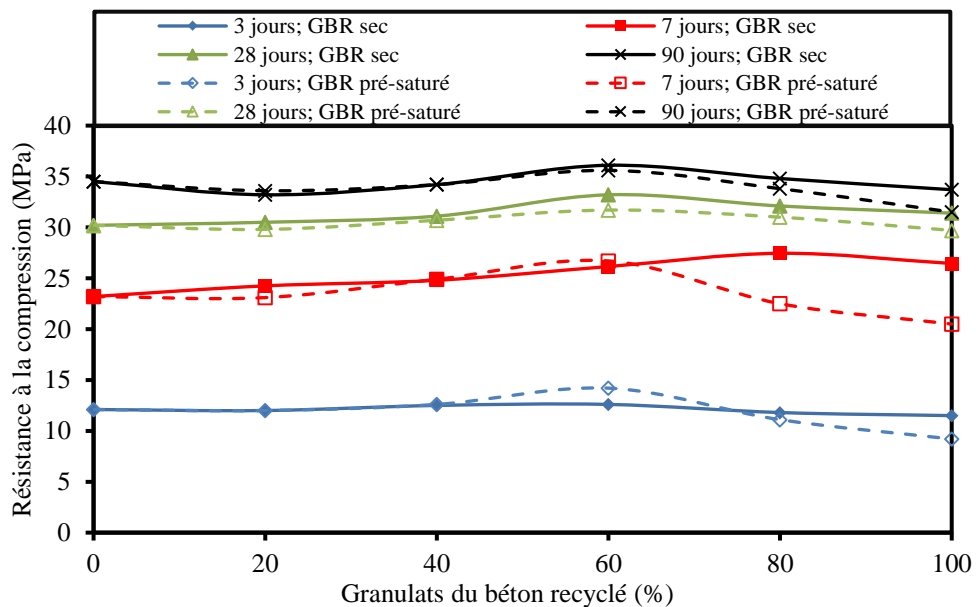 3 jours; GBR sec 7 jours; GBR sec
28 jours; GBR sec 90 jours; GBR sec
3 jours; GBR pré-saturé 7 jours; GBR pré-saturé
28 jours; GBR pré-saturé 90 jours; GBR pré-saturé
Résistance à la compression (MPa)
40
35
30
25
20
15
10
5
0
0 20 40 60 80 100
Granulats du béton recyclé (%)